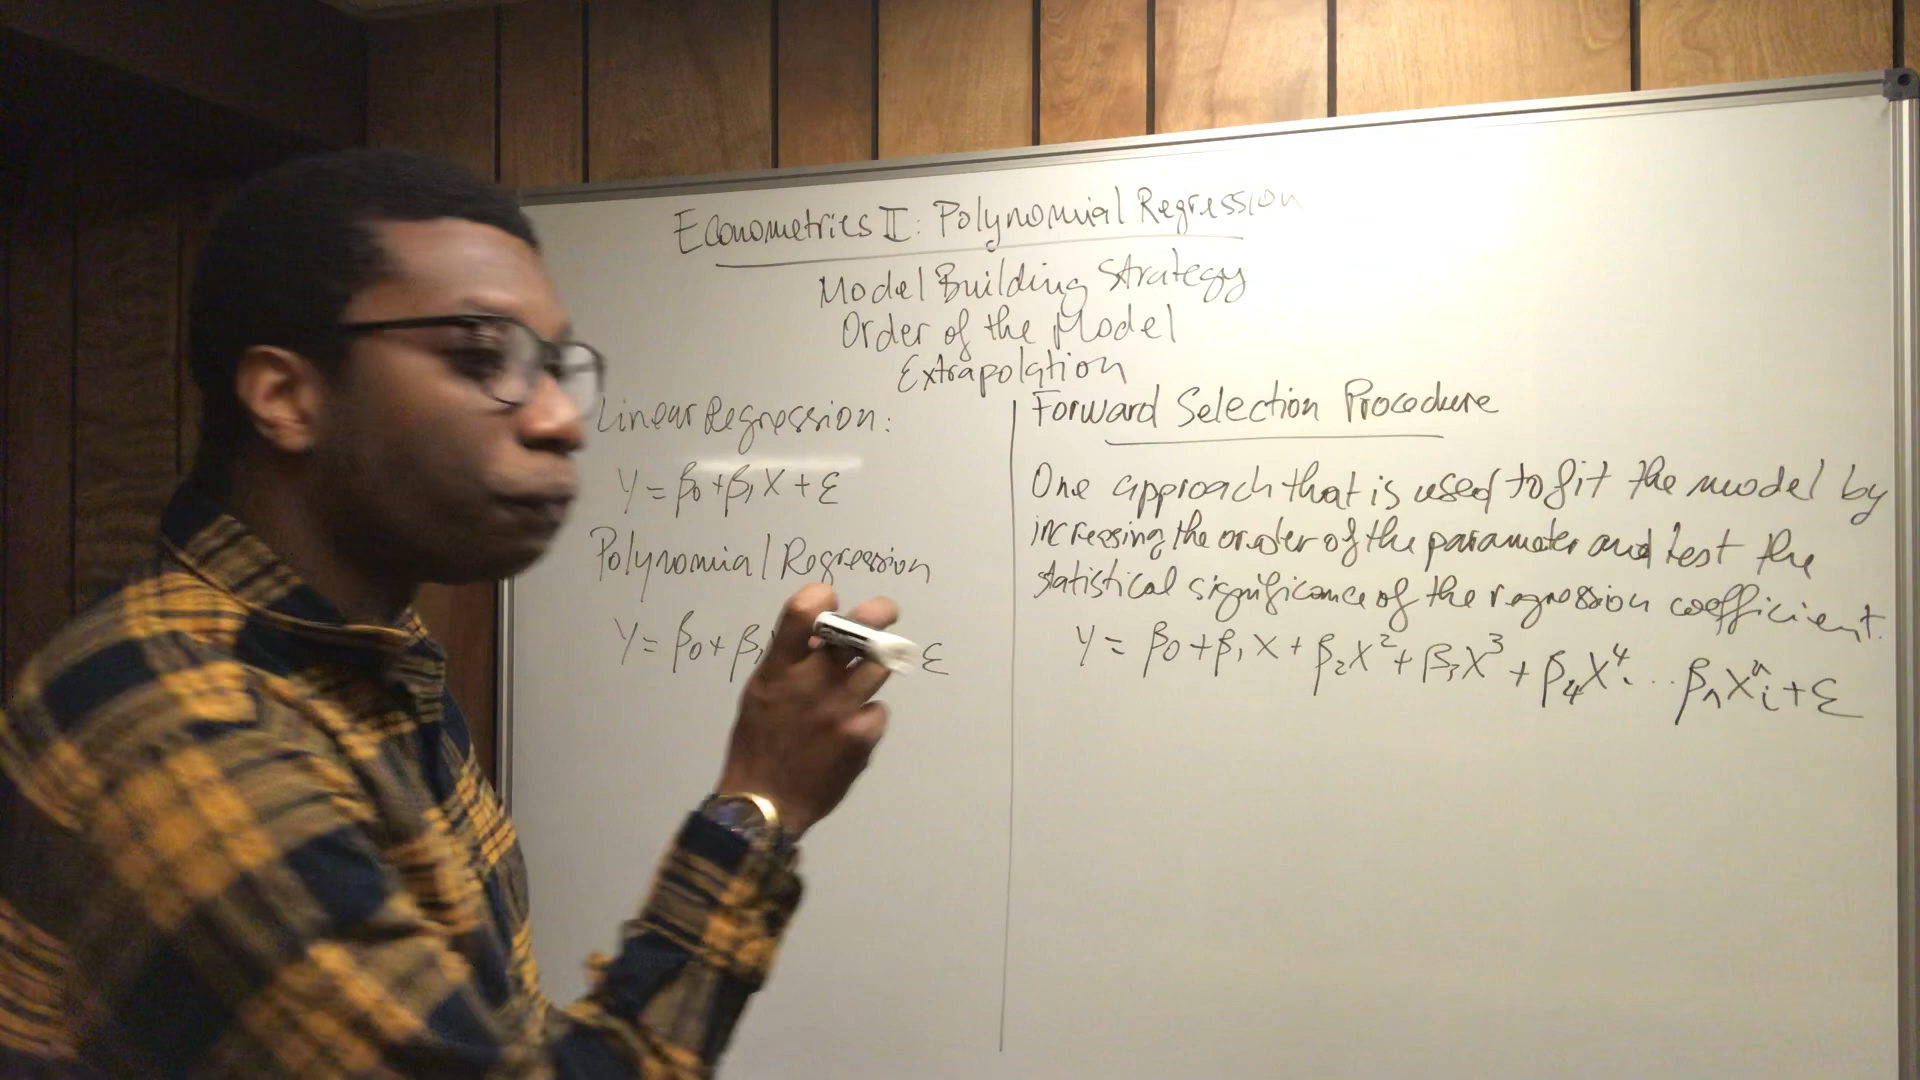 Econometrics II: Polynomial Regression
Model Building Strategy
Order of the Model
Extrapolation
Linear Regression:
Y = β₀ + β₁X + ε
Polynomial Regression
Y = β₀ + β₁ ε
Forward Selection Procedure
One approach that is used to fit the model by
increasing the order of the parameter and test the
statistical significance of the regression coefficient.
Y = β₀ + β₁X + β₂X² + β₃X³ + β₄X⁴... βₙXⁿᵢ + ε